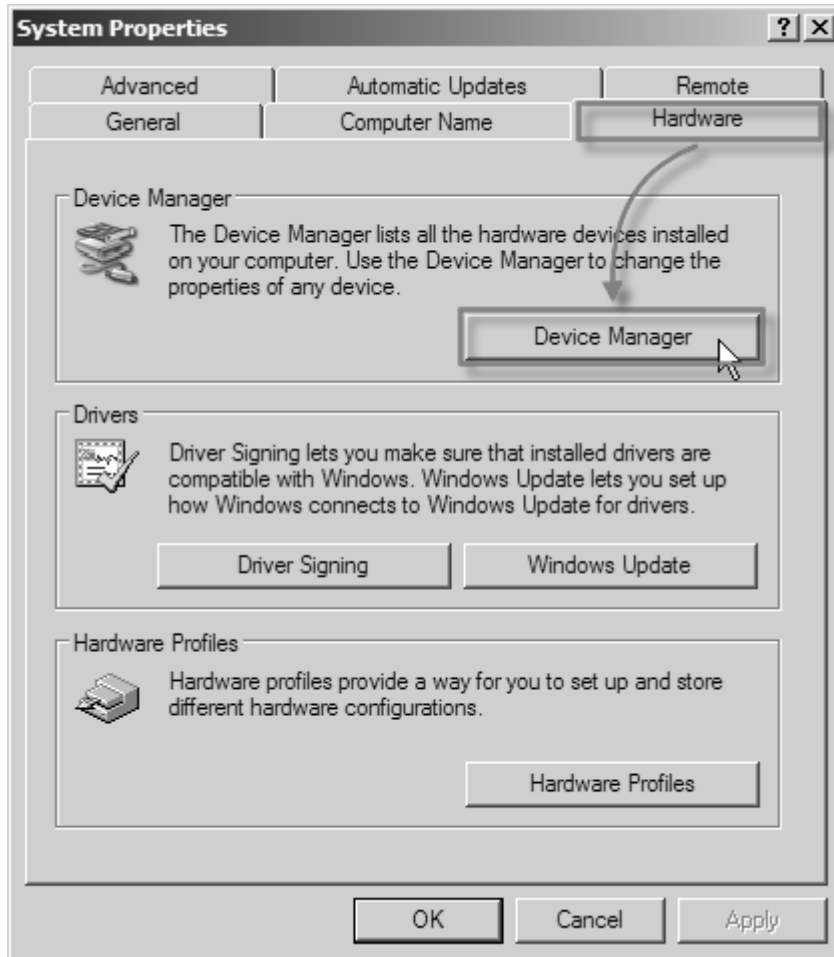 System Properties
Advanced Automatic Updates Remote
General Computer Name Hardware
Device Manager
The Device Manager lists all the hardware devices installed
on your computer. Use the Device Manager to change the
properties of any device.
Device Manager
Drivers
Driver Signing lets you make sure that installed drivers are
compatible with Windows. Windows Update lets you set up
how Windows connects to Windows Update for drivers.
Driver Signing Windows Update
Hardware Profiles
Hardware profiles provide a way for you to set up and store
different hardware configurations.
Hardware Profiles
OK Cancel Apply